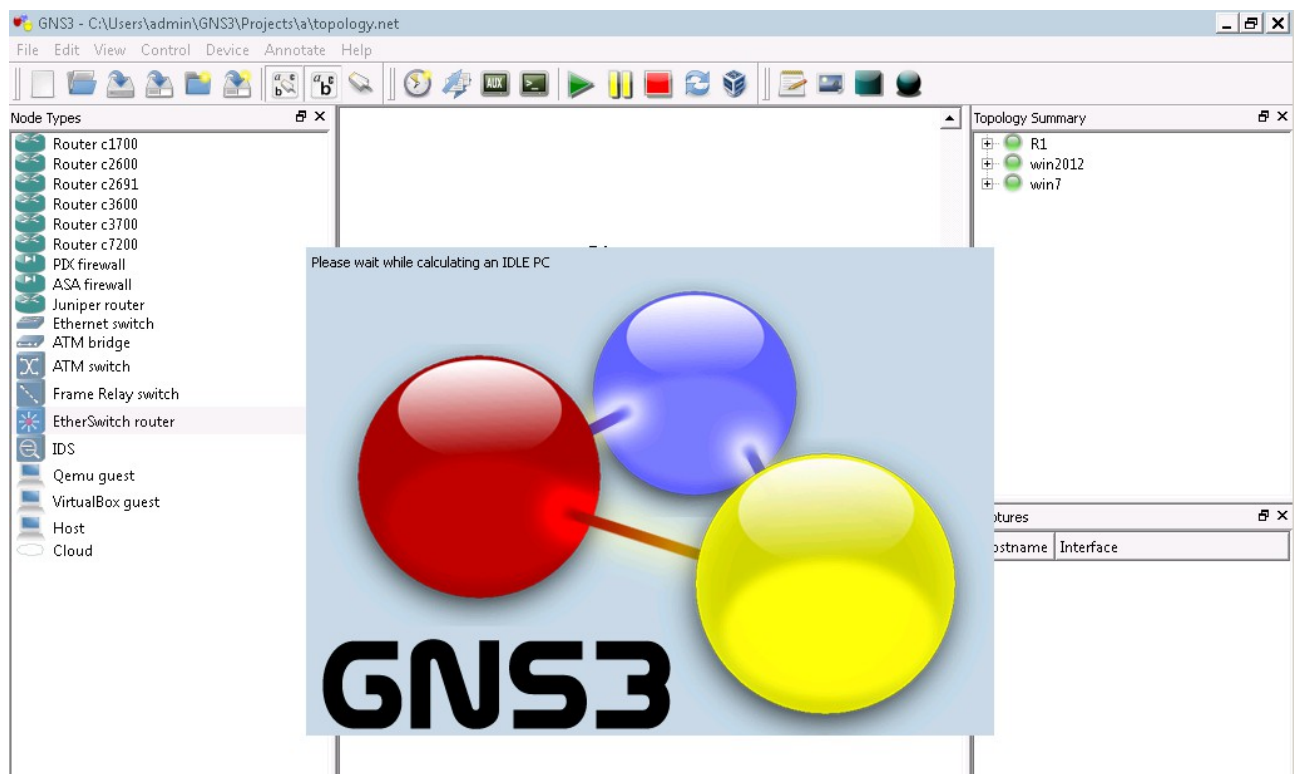 GNS3 - C:\Users\admin\GNS3\Projects\a\topology.net
File Edit View Control Device Annotate Help
AUX
Node Types
Router c1700
Router c2600
Router c2691
Router c3600
Router c3700
Router c7200
PIX firewall
ASA firewall
Juniper router
Ethernet switch
ATM bridge
ATM switch
Frame Relay switch
EtherSwitch router
IDS
Qemu guest
VirtualBox guest
Host
Cloud
Please wait while calculating an IDLE PC
GNS3
Topology Summary
R1
win2012
win7
Interface